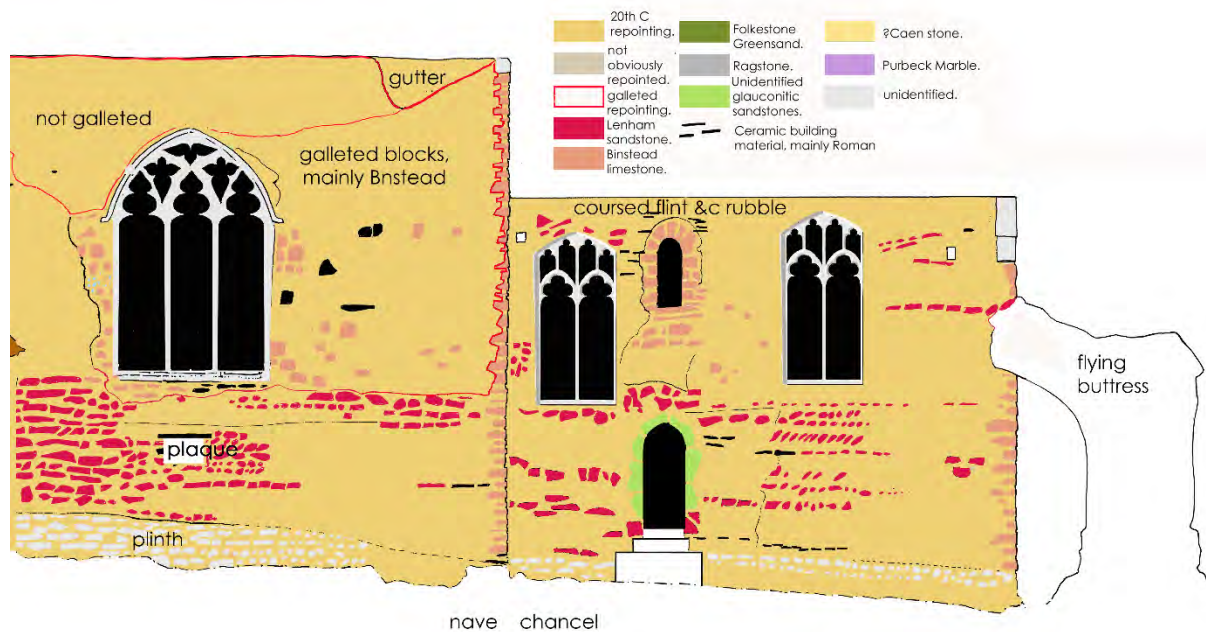 20th C
repointing.
not
obviously
repointed.
galleted
repointing.
Lenham
sandstone.
Binstead
limestone.
Folkestone
Greensand.
Ragstone.
Unidentified
glauconitic
sandstones.
Ceramic building
material, mainly Roman
?Caen stone.
Purbeck Marble.
unidentified.
gutter
not galleted
galleted blocks,
mainly Bnstead
coursed flint &c rubble
flying
buttress
plaque
plinth
nave chancel